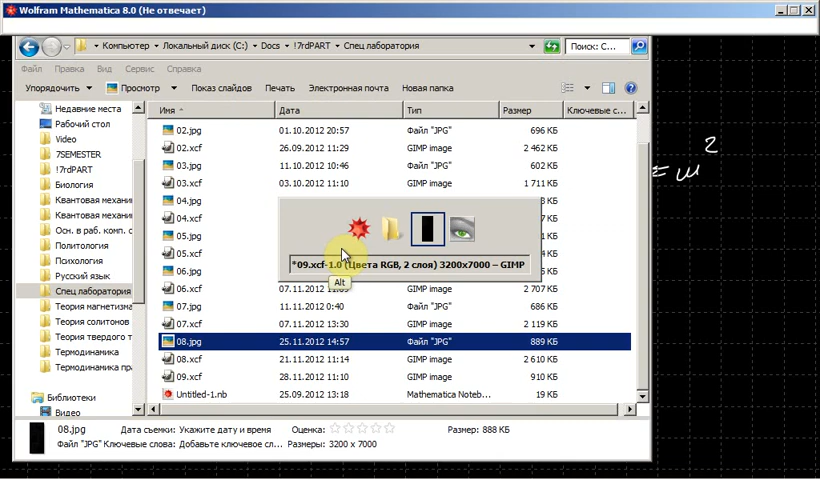 Wolfram Mathematica 8.0 (Не отвечает)
Компьютер ▸ Локальный диск (C:) ▸ Docs ▸ !7rdPART ▸ Спец лаборатория
Поиск: С...
Файл Правка Вид Сервис Справка
Упорядочить Просмотр Показ слайдов Печать Электронная почта Новая папка
Имя Дата Тип Размер Ключевые с...
Недавние места
Рабочий стол
Video
7SEMESTER
!7rdPART
Биология
Квантовая механи
Квантовая механи
Осн. в раб. комп. с
Политология
Психология
Русский язык
Спец лаборатория
Теория магнетизма
Теория солитонов
Теория твердого т
Термодинамика
Термодинамика пр
Библиотеки
Видео
02.jpg 01.10.2012 20:57 Файл "JPG" 696 КБ
02.xcf 26.09.2012 11:29 GIMP image 2 462 КБ
03.jpg 11.10.2012 10:46 Файл "JPG" 602 КБ
03.xcf 03.10.2012 11:10 GIMP image 1 711 КБ
04.jpg
04.xcf
05.jpg
05.xcf
06.xcf 07.11.2012 GIMP image 2 707 КБ
07.jpg 11.11.2012 0:40 Файл "JPG" 686 КБ
07.xcf 07.11.2012 13:30 GIMP image 2 119 КБ
08.jpg 25.11.2012 14:57 Файл "JPG" 889 КБ
08.xcf 21.11.2012 11:14 GIMP image 2 610 КБ
09.xcf 28.11.2012 11:10 GIMP image 910 КБ
Untitled-1.nb 25.09.2012 13:18 Mathematica Noteb... 19 КБ
*09.xcf-1.0 (Цвета RGB, 2 слоя) 3200x7000 – GIMP
Alt
08.jpg Дата съемки: Укажите дату и время Оценка: ☆☆☆☆☆ Размер: 888 КБ
Файл "JPG" Ключевые слова: Добавьте ключевое сл... Размеры: 3200 x 7000